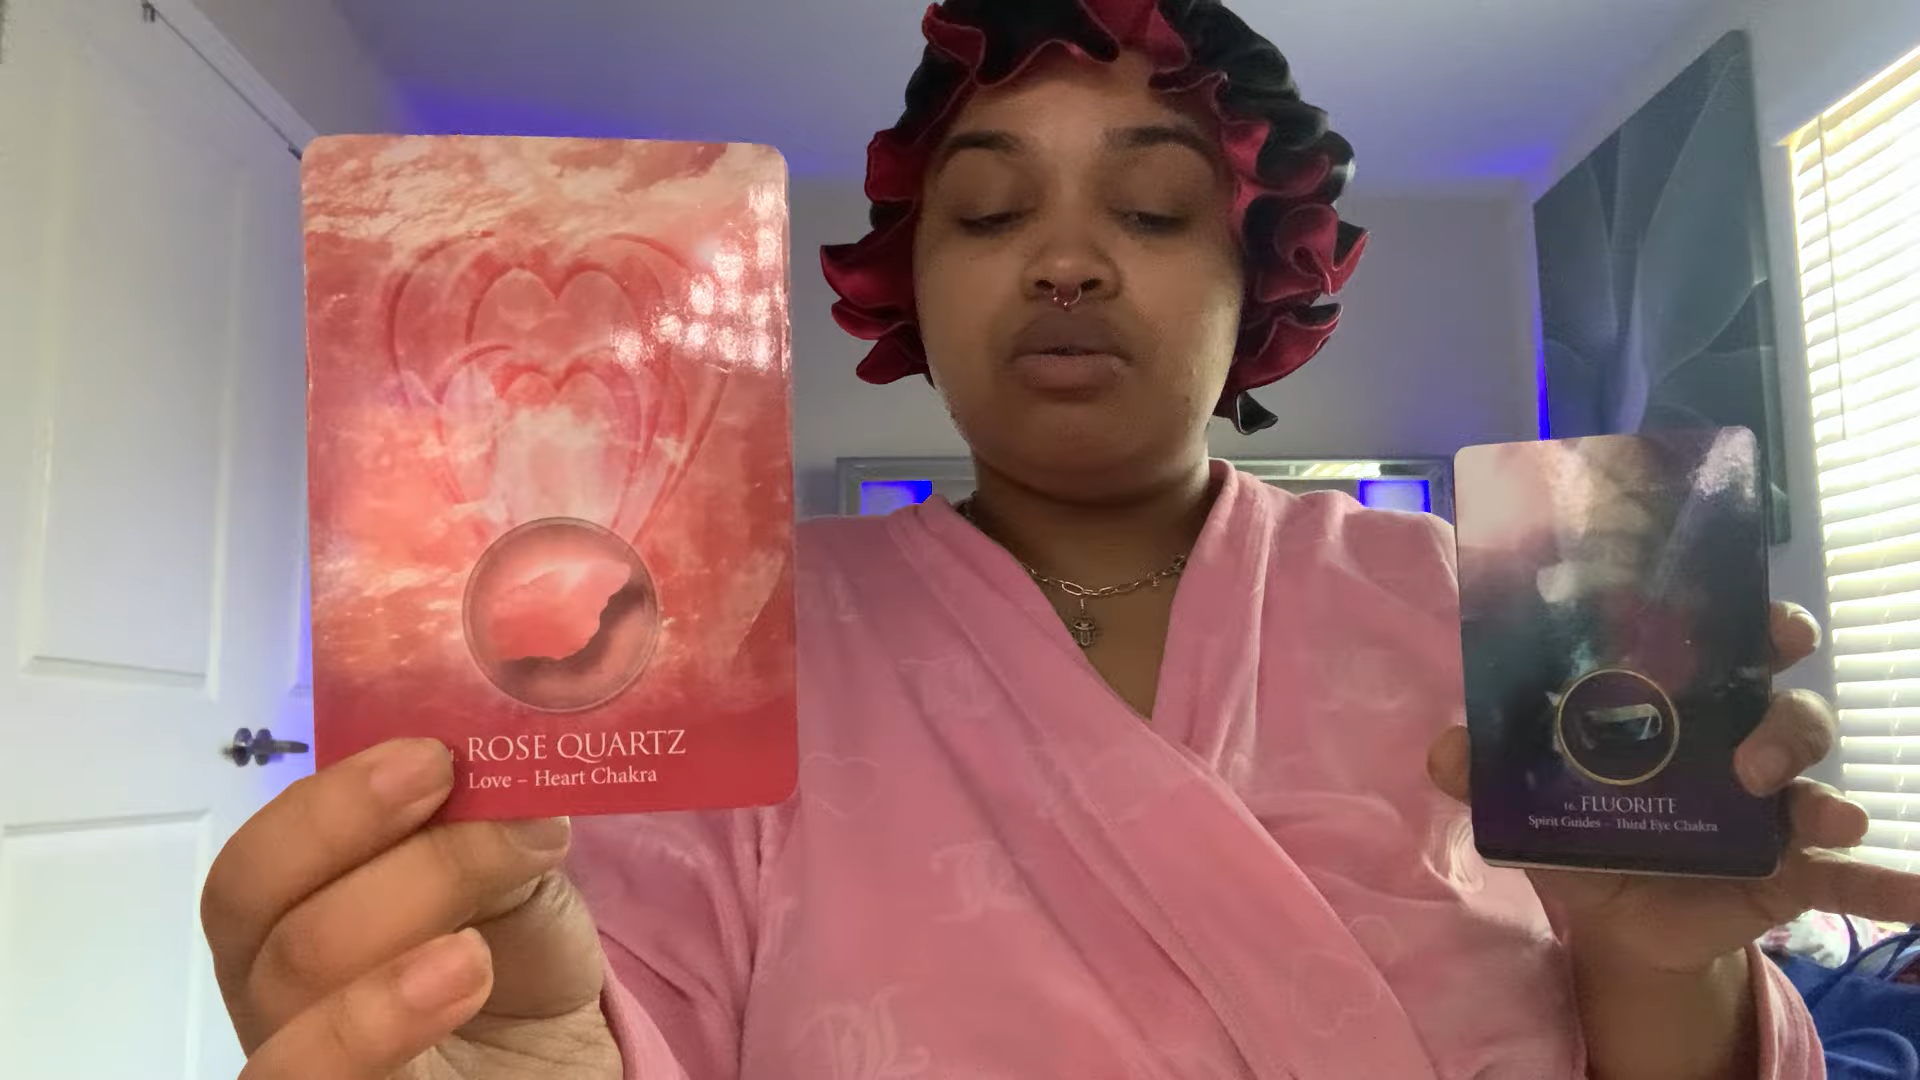 ROSE QUARTZ
Love – Heart Chakra
16. FLUORITE
Spirit Guides – Third Eye Chakra